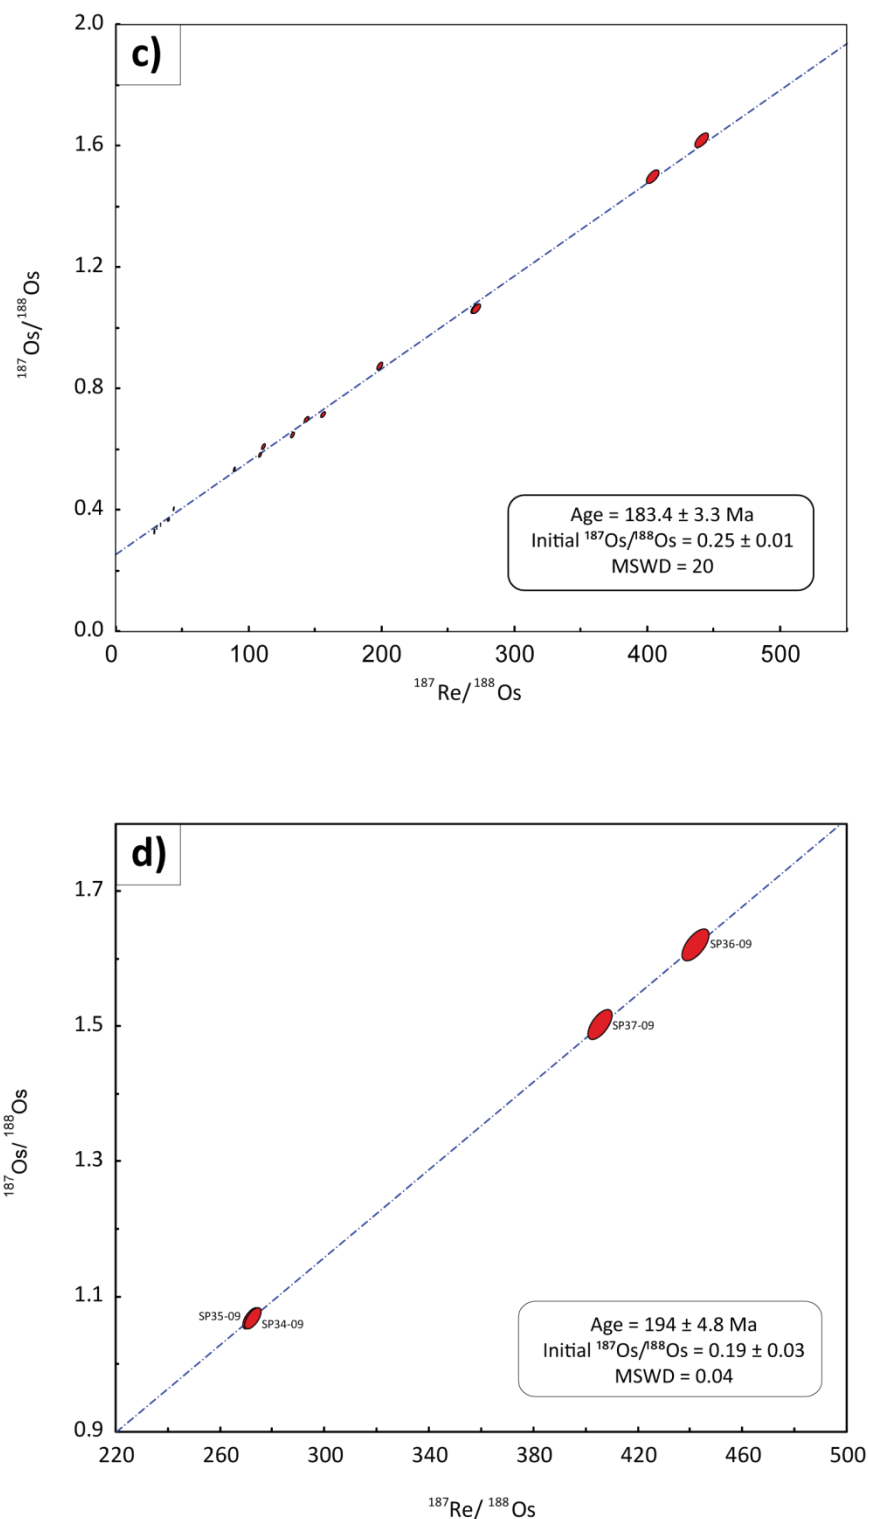 c)
2.0
1.6
1.2
0.8
0.4
0.0
¹⁸⁷Os/¹⁸⁸Os
Age = 183.4 ± 3.3 Ma
Initial ¹⁸⁷Os/¹⁸⁸Os = 0.25 ± 0.01
MSWD = 20
0 100 200 300 400 500
¹⁸⁷Re/¹⁸⁸Os
d)
1.7
1.5
1.3
1.1
0.9
¹⁸⁷Os/ ¹⁸⁸Os
SP36-09
SP37-09
SP35-09
SP34-09
Age = 194 ± 4.8 Ma
Initial ¹⁸⁷Os/¹⁸⁸Os = 0.19 ± 0.03
MSWD = 0.04
220 260 300 340 380 420 460 500
¹⁸⁷Re/ ¹⁸⁸Os